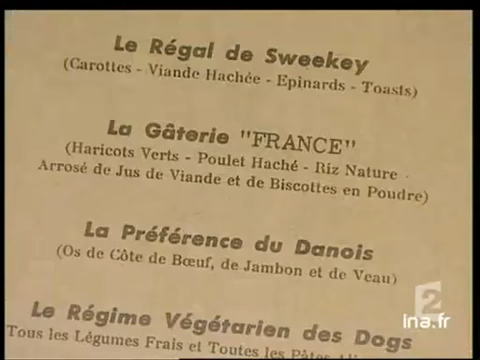 Le Régal de Sweekey
(Carottes - Viande Hachée - Epinards - Toasts)
La Gâterie "FRANCE"
(Haricots Verts - Poulet Haché - Riz Nature -
Arrosé de Jus de Viande et de Biscottes en Poudre)
La Préférence du Danois
(Os de Côte de Bœuf, de Jambon et de Veau)
Le Régime Végétarien des Dogs
Tous les Légumes Frais et Toutes les Pâtes
2
ina.fr